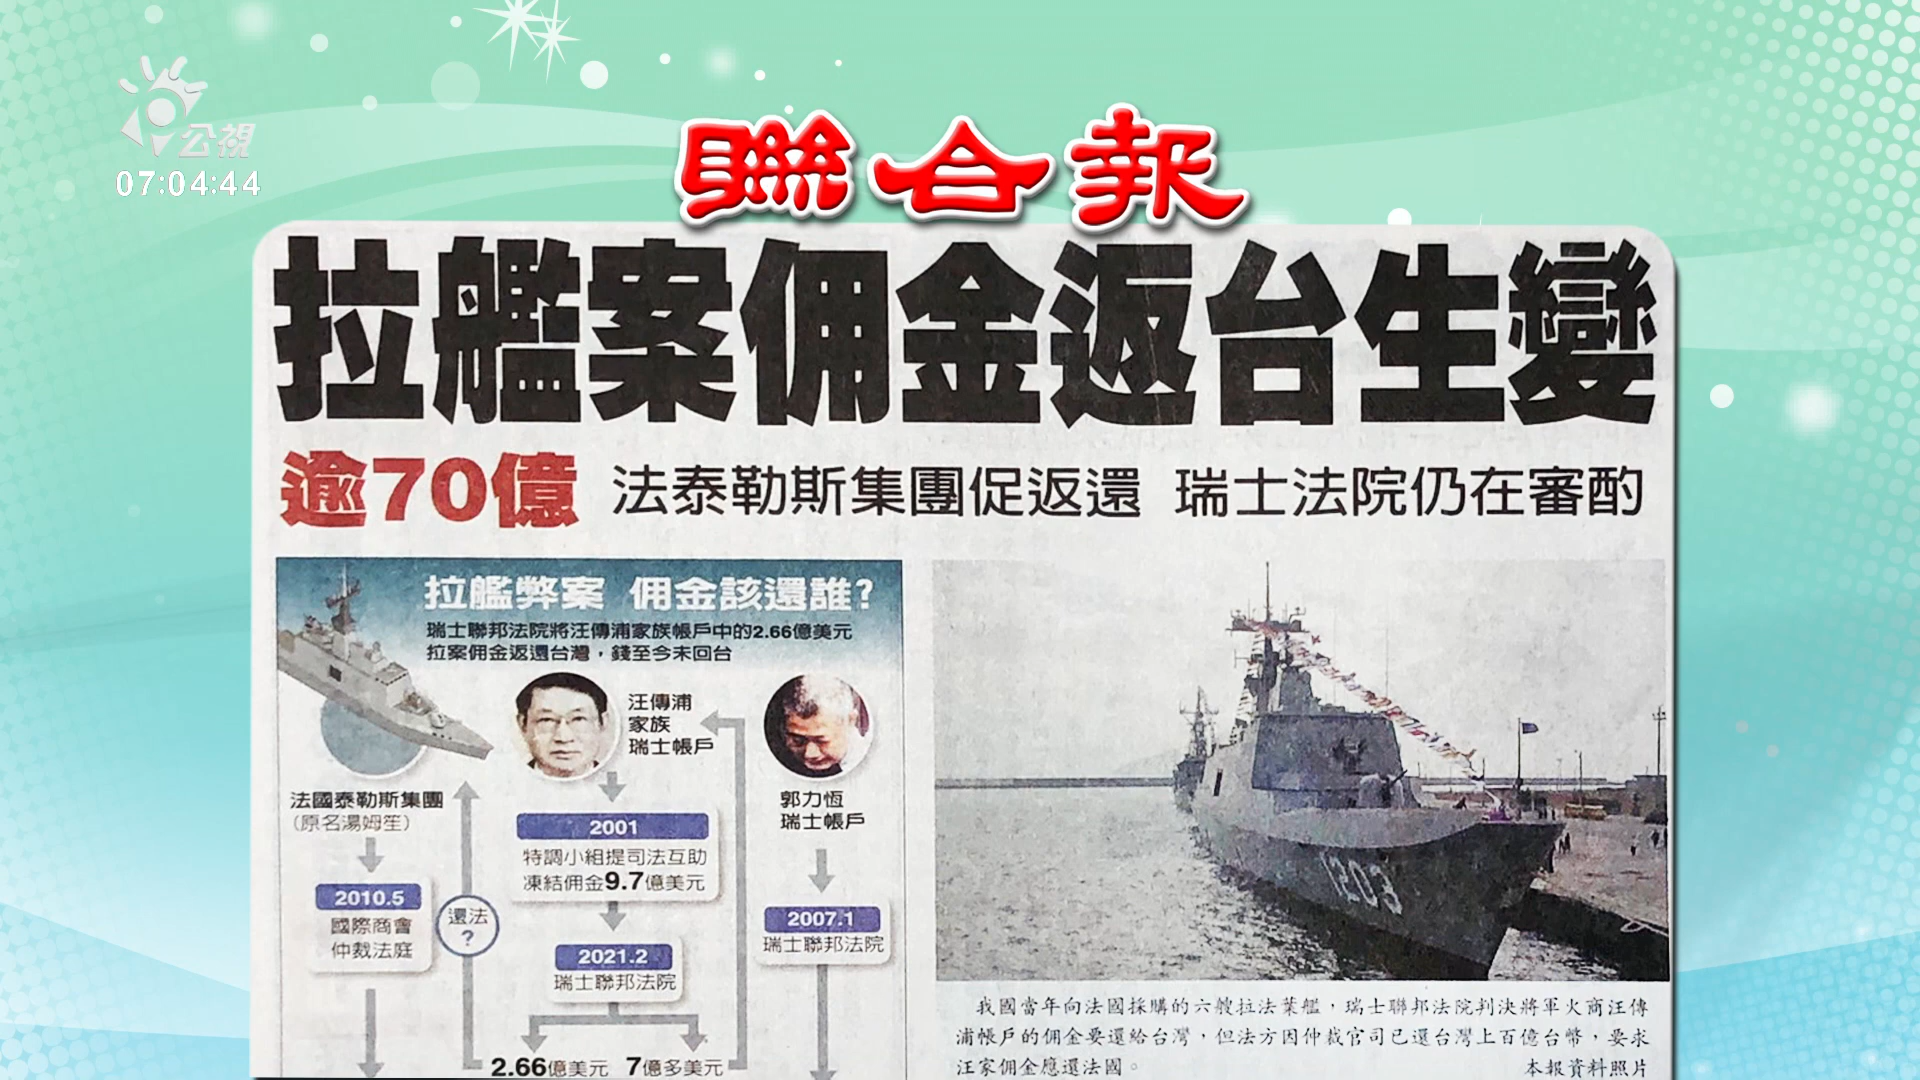 公視
07:04:44
聯合報
拉艦案佣金返台生變
逾70億 法泰勒斯集團促返還 瑞士法院仍在審酌
拉艦弊案 佣金該還誰?
瑞士聯邦法院將汪傳浦家族帳戶中的2.66億美元
拉案佣金返還台灣，錢至今未回台
汪傳浦
家族
瑞士帳戶
法國泰勒斯集團
(原名湯姆笙)
2010.5
國際商會
仲裁法庭
還法
?
2001
特調小組提司法互助
凍結佣金9.7億美元
2021.2
瑞士聯邦法院
2.66億美元 7億多美元
郭力恆
瑞士帳戶
2007.1
瑞士聯邦法院
1203
我國當年向法國採購的六艘拉法葉艦，瑞士聯邦法院判決將軍火商汪傳
浦帳戶的佣金要還給台灣，但法方因仲裁官司已還台灣上百億台幣，要求
汪家佣金應還法國。 本報資料照片